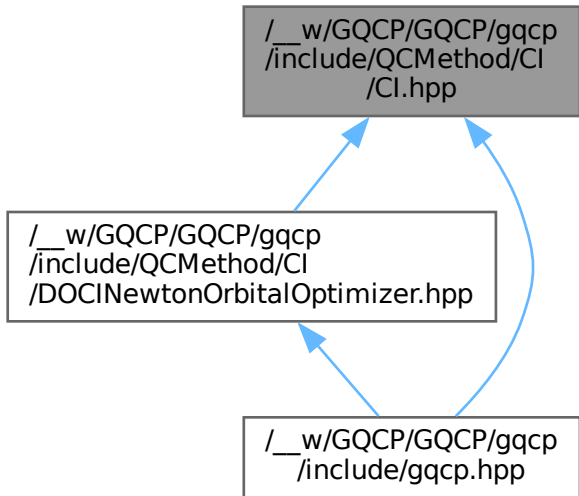 /__w/GQCP/GQCP/gqcp
/include/QCMethod/CI
/CI.hpp
/__w/GQCP/GQCP/gqcp
/include/QCMethod/CI
/DOCINewtonOrbitalOptimizer.hpp
/__w/GQCP/GQCP/gqcp
/include/gqcp.hpp